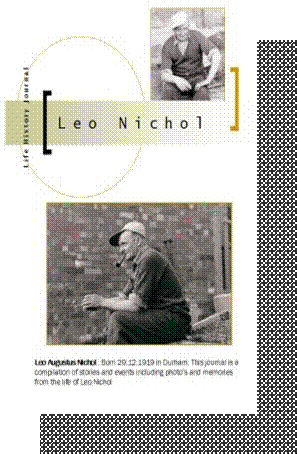 Life History Journal
Leo Nichol
Leo Augustus Nichol . Born 29.12.1919 in Durham. This journal is a
compilation of stories and events including photo's and memories
from the life of Leo Nichol